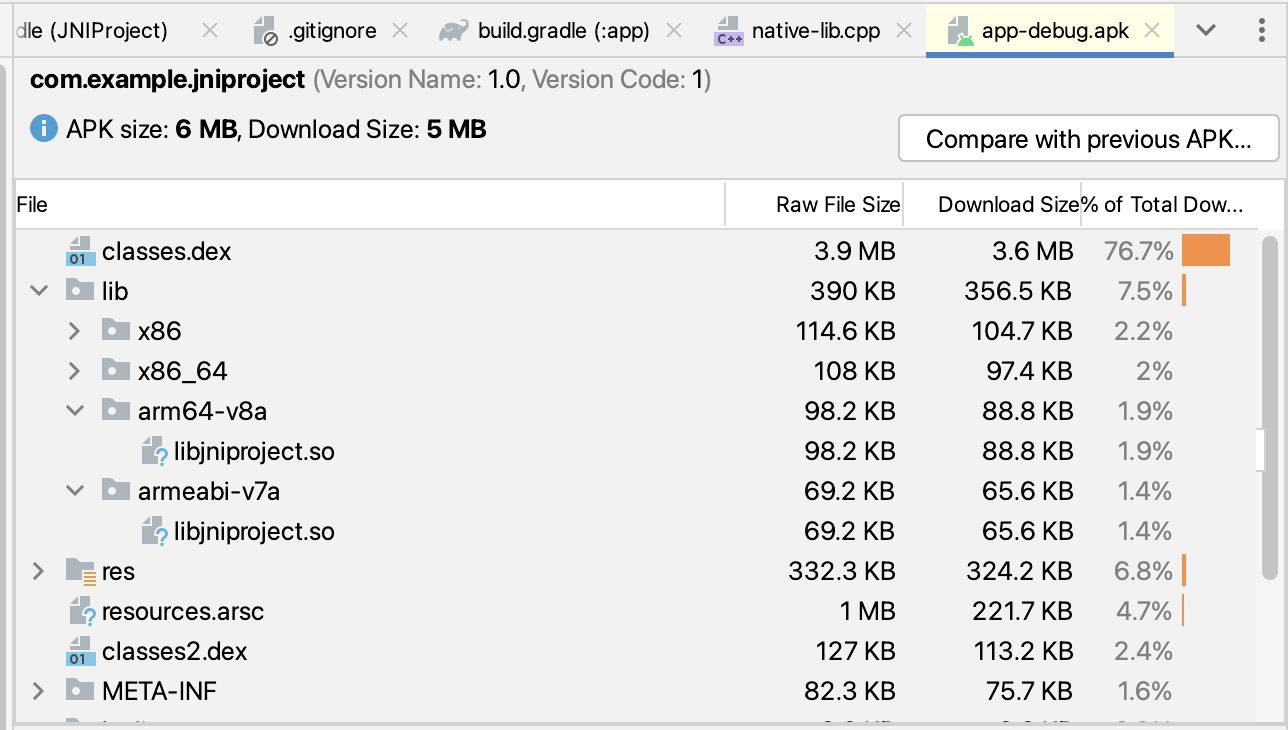 dle (JNIProject) .gitignore build.gradle (:app) C++ native-lib.cpp app-debug.apk
com.example.jniproject (Version Name: 1.0, Version Code: 1)
i APK size: 6 MB, Download Size: 5 MB
Compare with previous APK...
File Raw File Size Download Size % of Total Dow...
01 classes.dex 3.9 MB 3.6 MB 76.7%
lib 390 KB 356.5 KB 7.5%
x86 114.6 KB 104.7 KB 2.2%
x86_64 108 KB 97.4 KB 2%
arm64-v8a 98.2 KB 88.8 KB 1.9%
? libjniproject.so 98.2 KB 88.8 KB 1.9%
armeabi-v7a 69.2 KB 65.6 KB 1.4%
? libjniproject.so 69.2 KB 65.6 KB 1.4%
res 332.3 KB 324.2 KB 6.8%
? resources.arsc 1 MB 221.7 KB 4.7%
01 classes2.dex 127 KB 113.2 KB 2.4%
META-INF 82.3 KB 75.7 KB 1.6%